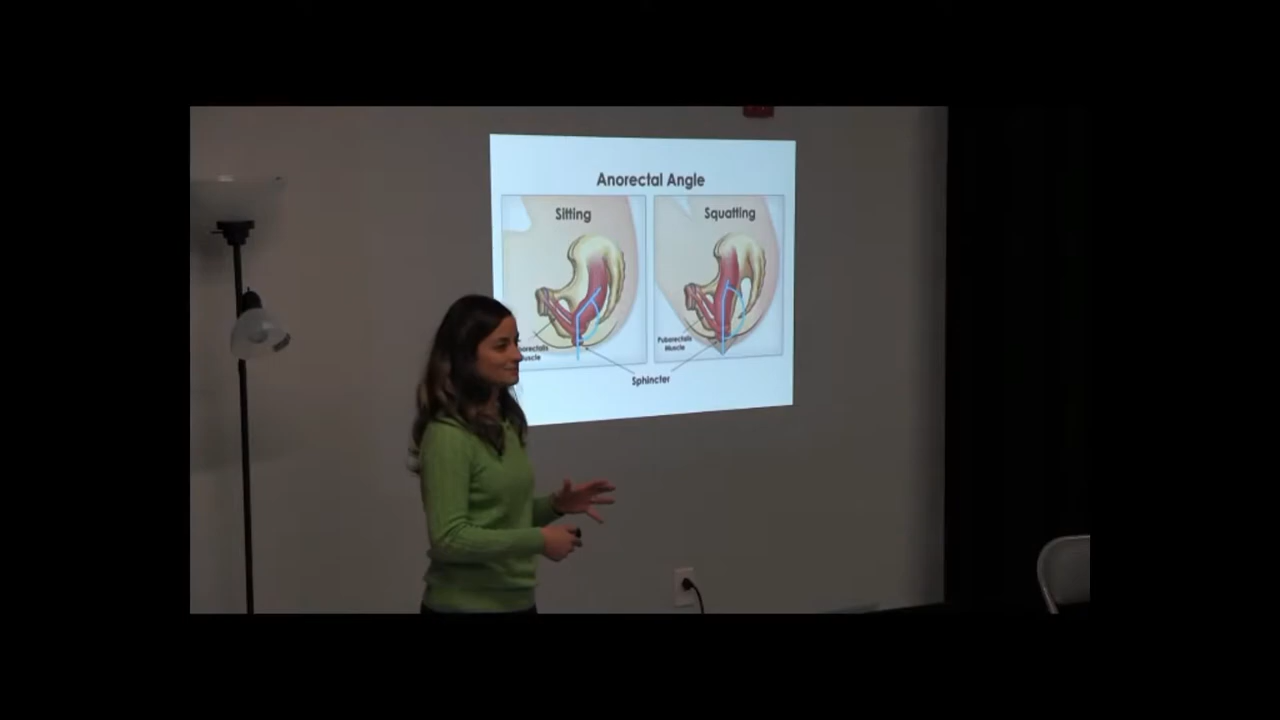 Anorectal Angle
Sitting
Squatting
Puborectalis
Muscle
Sphincter